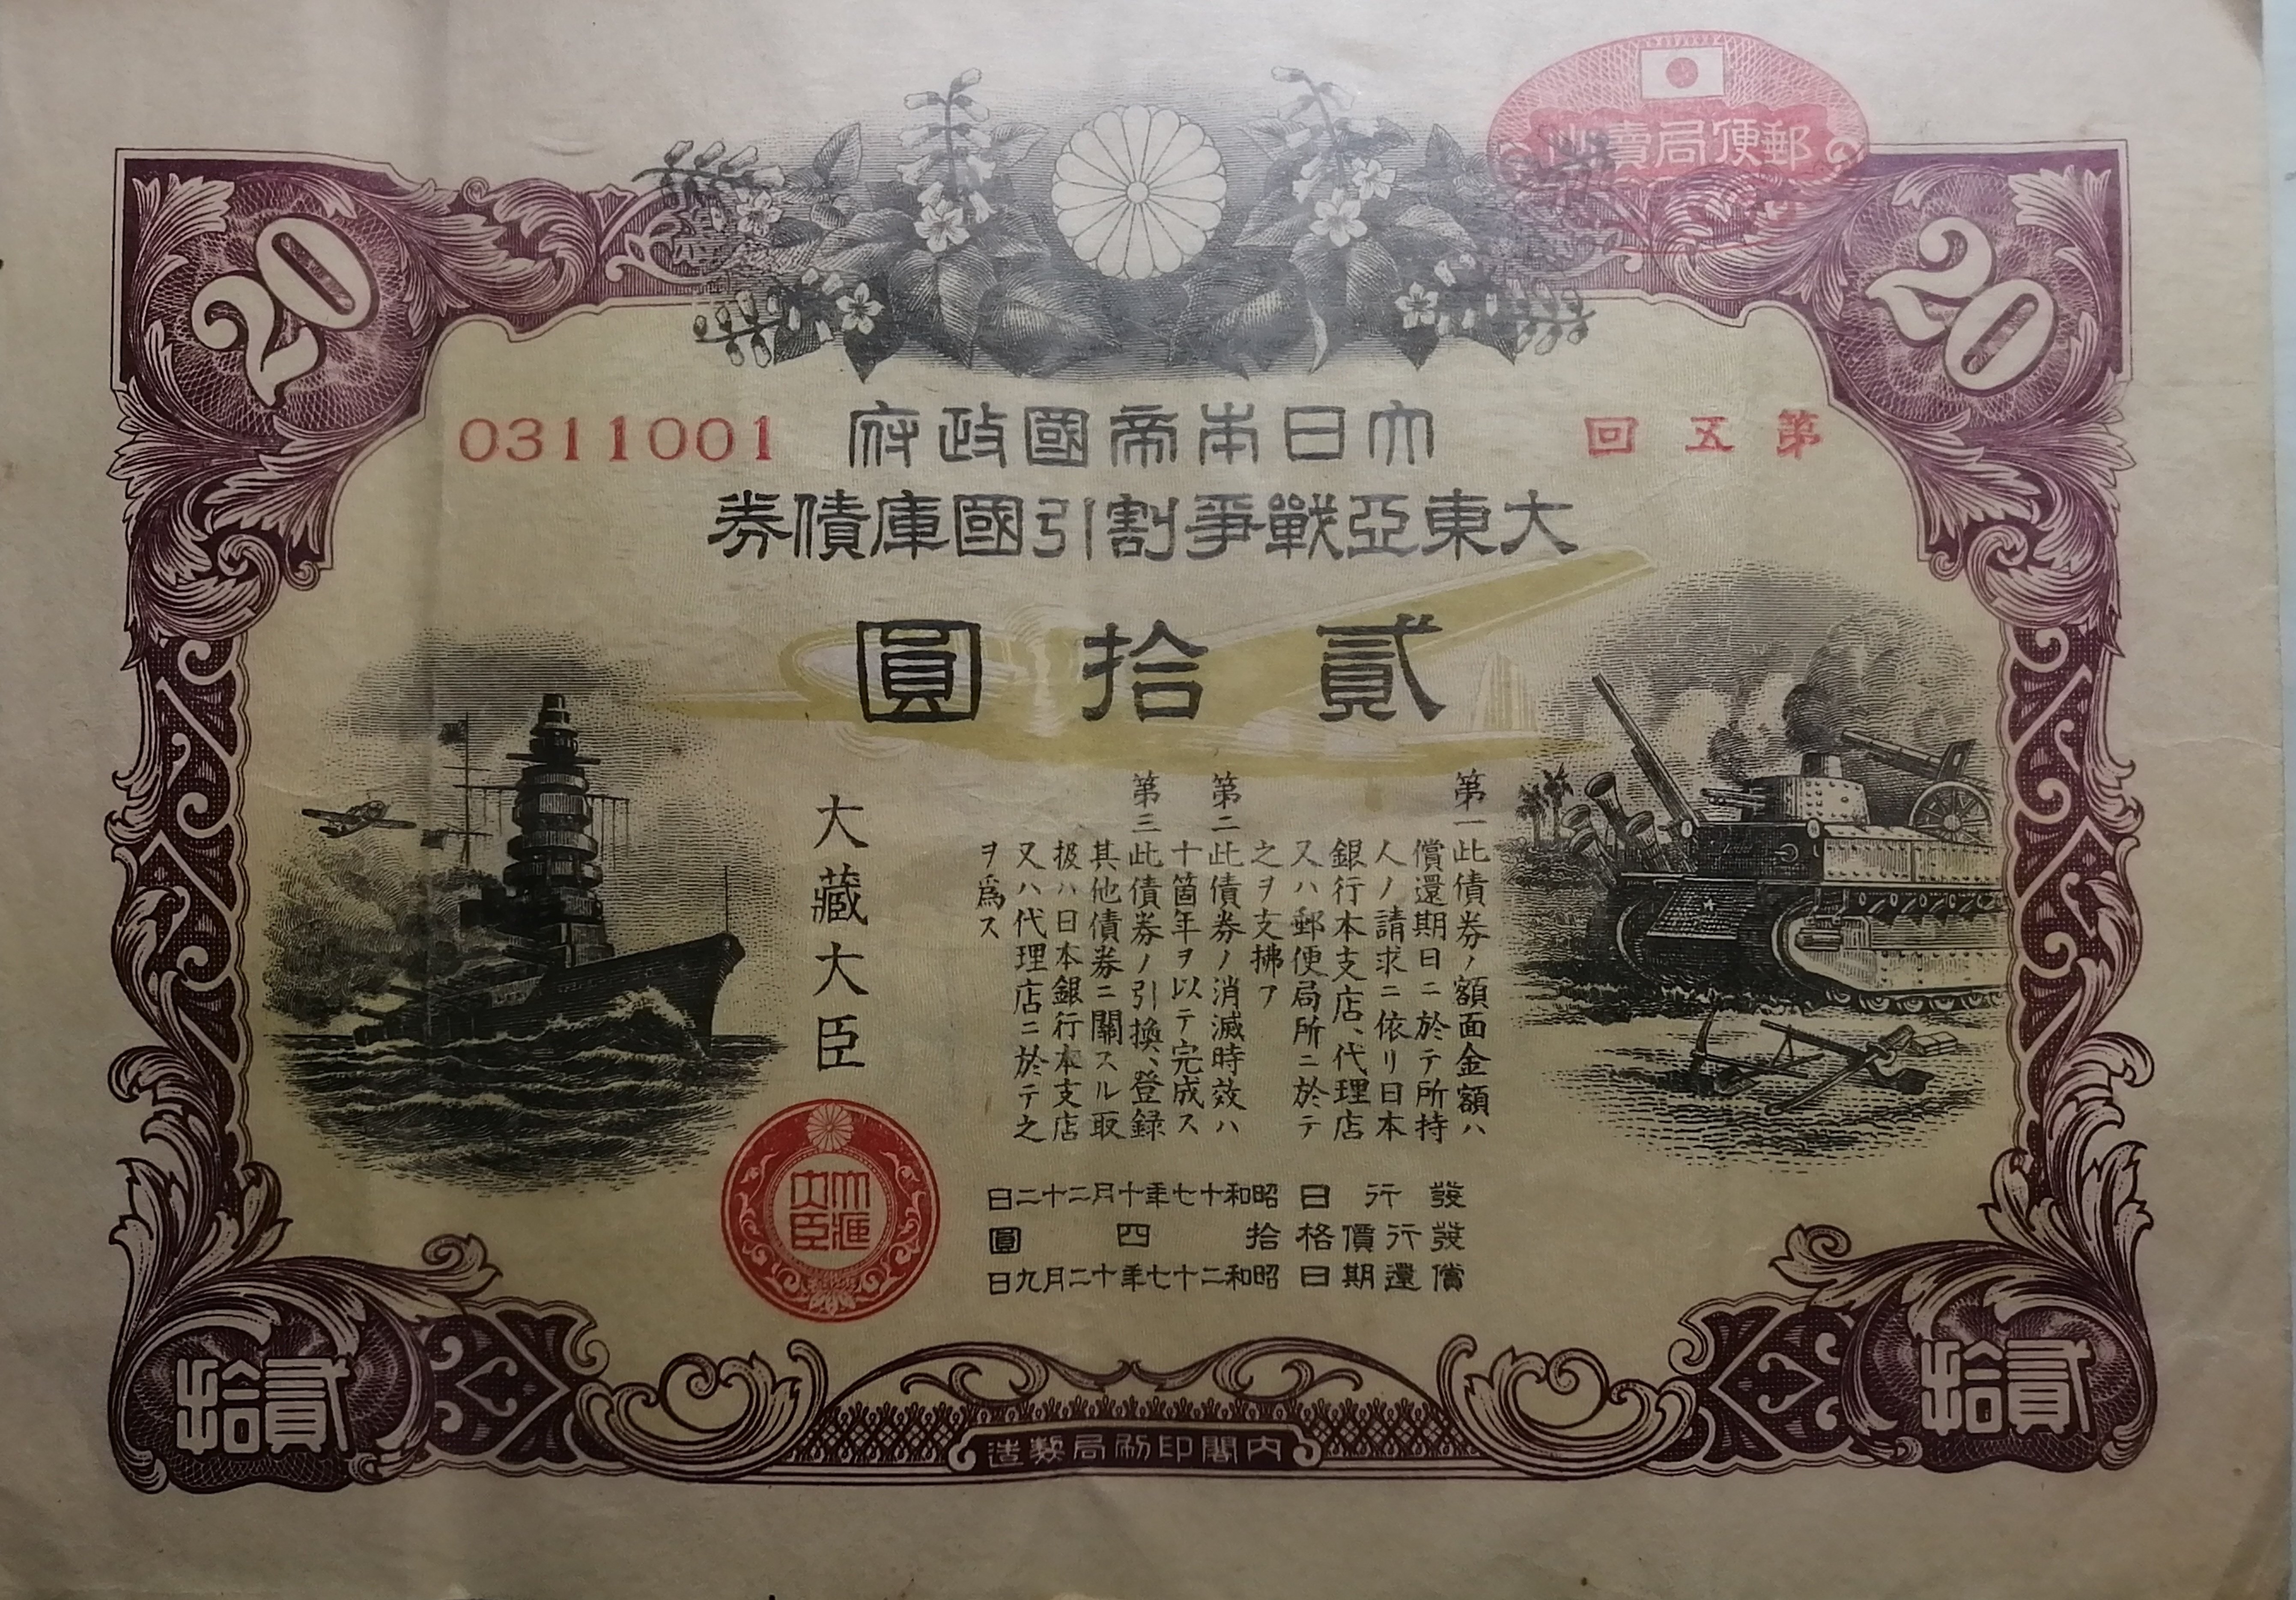 郵便局賣出
20
20
第五回
大日本帝國政府
0311001
大東亞戰爭割引國庫債券
貳拾圓
第一 此債券ノ額面金額ハ
償還期日ニ於テ所持
人ノ請求ニ依リ日本
銀行本支店、代理店
又ハ郵便局所ニ於テ
之ヲ支拂フ
第二 此債券ノ消滅時效ハ
十箇年ヲ以テ完成ス
第三 此債券ノ引換、登録
其他債券ニ關スル取
扱ハ日本銀行本支店
又ハ代理店ニ於テ之
ヲ爲ス
大藏大臣
大藏大臣
發行日 昭和十七年十月二十二日
發行價格 拾四圓
償還期日 昭和二十七年十二月九日
貳拾
貳拾
内閣印刷局製造